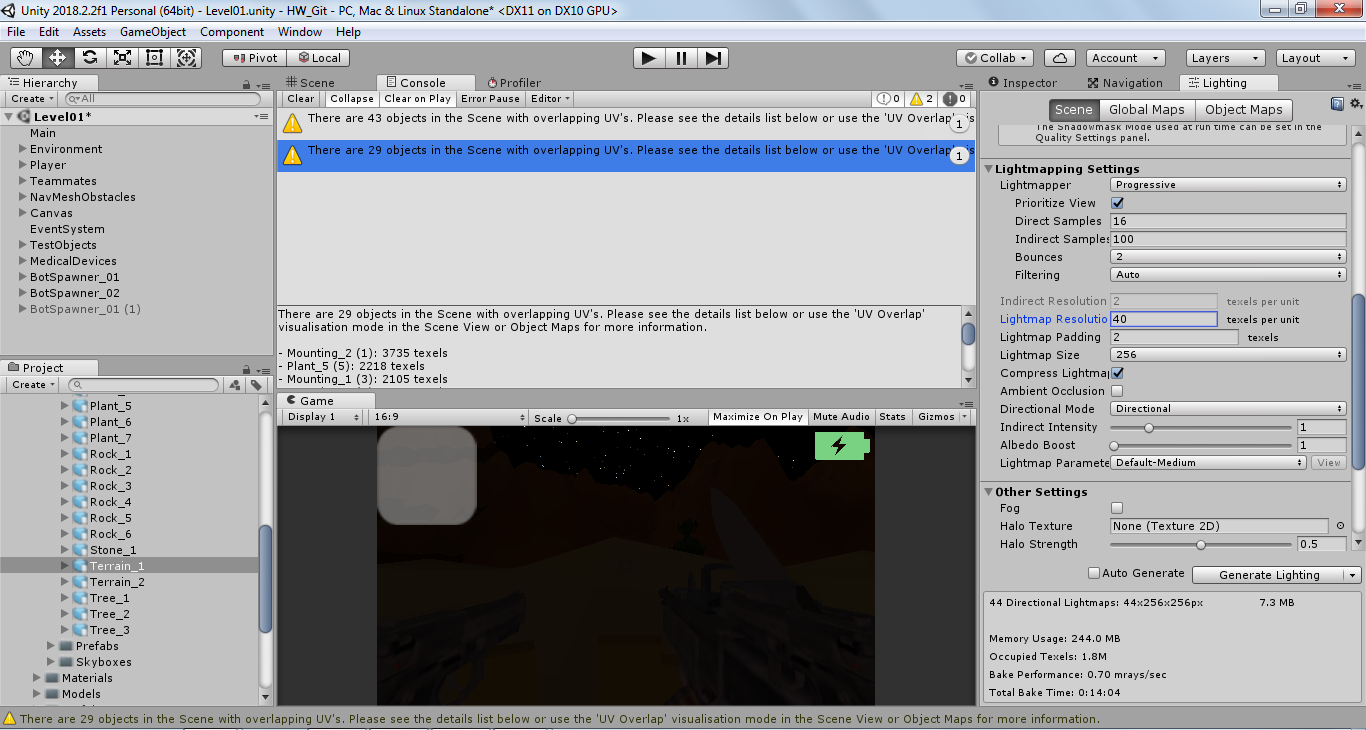 Unity 2018.2.2f1 Personal (64bit) - Level01.unity - HW_Git - PC, Mac & Linux Standalone* <DX11 on DX10 GPU>
File Edit Assets GameObject Component Window Help
Pivot Local Collab Account Layers Layout
Hierarchy
Create All
Level01*
Main
Environment
Player
Teammates
NavMeshObstacles
Canvas
EventSystem
TestObjects
MedicalDevices
BotSpawner_01
BotSpawner_02
BotSpawner_01 (1)
Project
Create
Plant_5
Plant_6
Plant_7
Rock_1
Rock_2
Rock_3
Rock_4
Rock_5
Rock_6
Stone_1
Terrain_1
Terrain_2
Tree_1
Tree_2
Tree_3
Prefabs
Skyboxes
Materials
Models
Scene Console Profiler
Clear Collapse Clear on Play Error Pause Editor 0 2 0
There are 43 objects in the Scene with overlapping UV's. Please see the details list below or use the 'UV Overlap' is 1
There are 29 objects in the Scene with overlapping UV's. Please see the details list below or use the 'UV Overlap' is 1
There are 29 objects in the Scene with overlapping UV's. Please see the details list below or use the 'UV Overlap'
visualisation mode in the Scene View or Object Maps for more information.
- Mounting_2 (1): 3735 texels
- Plant_5 (5): 2218 texels
- Mounting_1 (3): 2105 texels
Game
Display 1 16:9 Scale 1x Maximize On Play Mute Audio Stats Gizmos
Inspector Navigation Lighting
Scene Global Maps Object Maps
The Shadowmask Mode used at run time can be set in the
Quality Settings panel.
Lightmapping Settings
Lightmapper Progressive
Prioritize View
Direct Samples 16
Indirect Samples 100
Bounces 2
Filtering Auto
Indirect Resolution 2 texels per unit
Lightmap Resolutio 40 texels per unit
Lightmap Padding 2 texels
Lightmap Size 256
Compress Lightmap
Ambient Occlusion
Directional Mode Directional
Indirect Intensity 1
Albedo Boost 1
Lightmap Paramete Default-Medium View
Other Settings
Fog
Halo Texture None (Texture 2D)
Halo Strength 0.5
Auto Generate Generate Lighting
44 Directional Lightmaps: 44x256x256px 7.3 MB
Memory Usage: 244.0 MB
Occupied Texels: 1.8M
Bake Performance: 0.70 mrays/sec
Total Bake Time: 0:14:04
There are 29 objects in the Scene with overlapping UV's. Please see the details list below or use the 'UV Overlap' visualisation mode in the Scene View or Object Maps for more information.